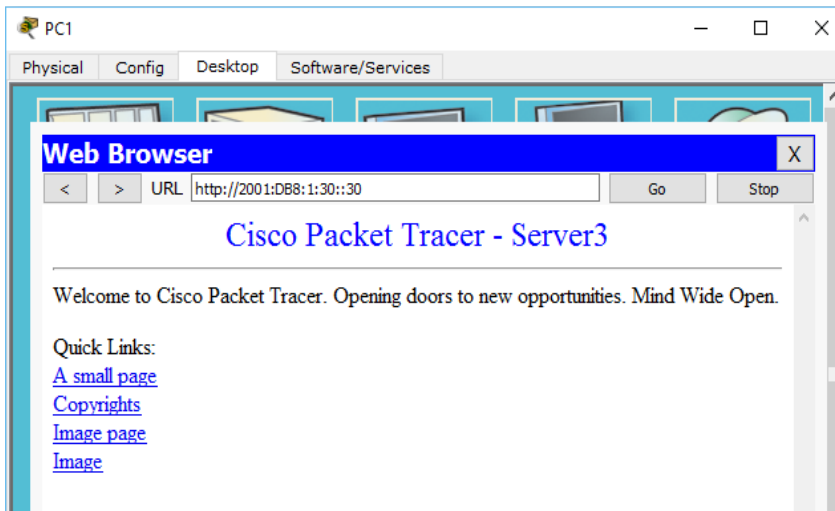 PC1
Physical Config Desktop Software/Services
Web Browser X
< > URL http://2001:DB8:1:30::30 Go Stop
Cisco Packet Tracer - Server3
Welcome to Cisco Packet Tracer. Opening doors to new opportunities. Mind Wide Open.
Quick Links:
A small page
Copyrights
Image page
Image